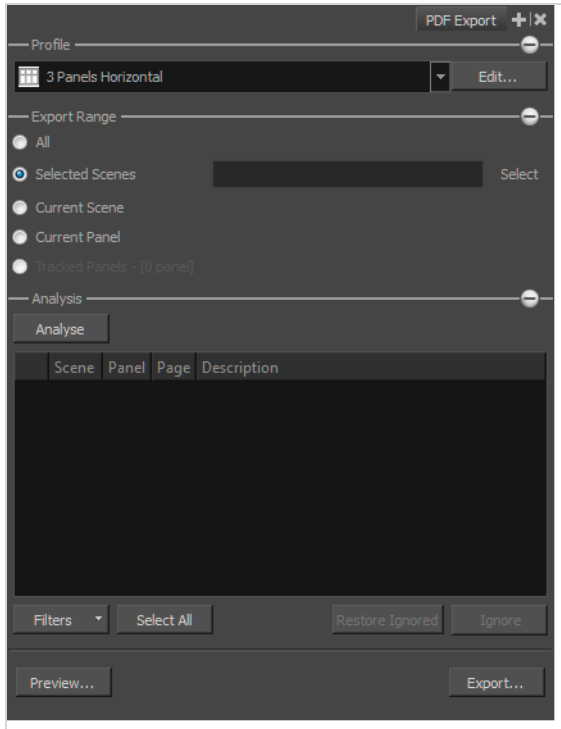 PDF Export
Profile
3 Panels Horizontal Edit...
Export Range
All
Selected Scenes Select
Current Scene
Current Panel
Tracked Panels - [0 panel]
Analysis
Analyse
Scene Panel Page Description
Filters Select All Restore Ignored Ignore
Preview... Export...